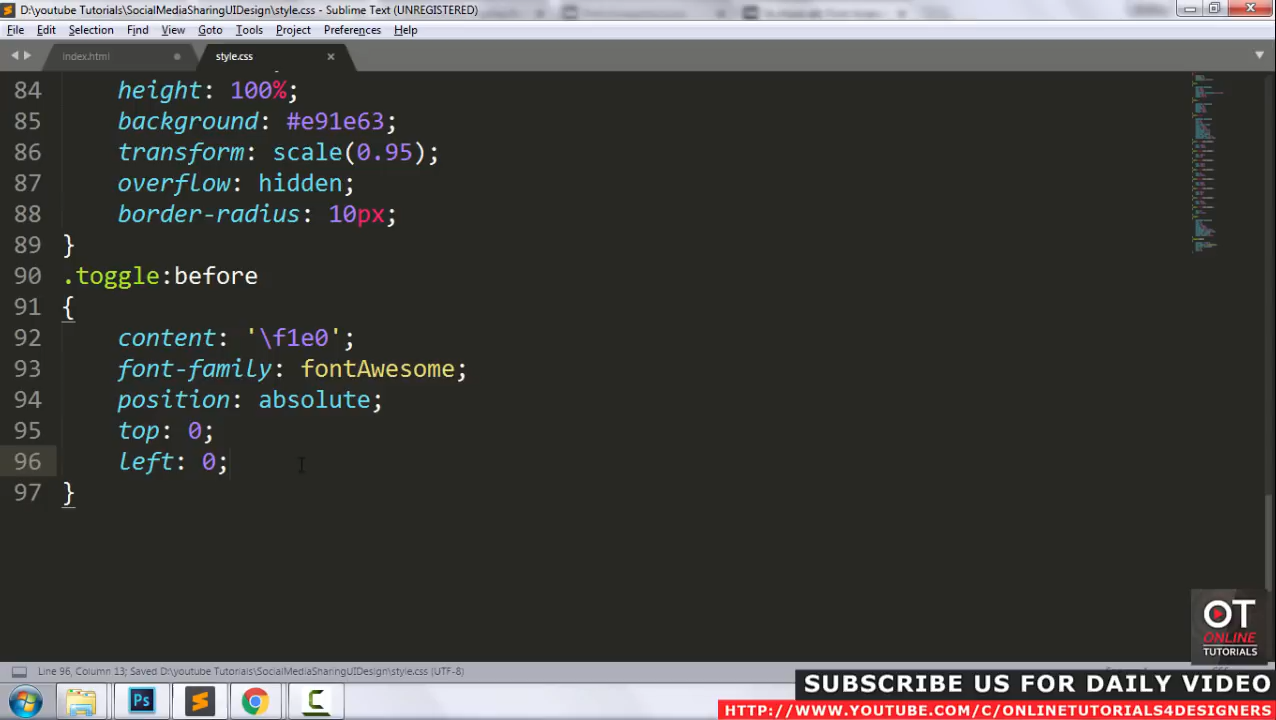 D:\youtube Tutorials\SocialMediaSharingUIDesign\style.css - Sublime Text (UNREGISTERED)
File Edit Selection Find View Goto Tools Project Preferences Help
index.html style.css
84 height: 100%;
85 background: #e91e63;
86 transform: scale(0.95);
87 overflow: hidden;
88 border-radius: 10px;
89 }
90 .toggle:before
91 {
92 content: '\f1e0';
93 font-family: fontAwesome;
94 position: absolute;
95 top: 0;
96 left: 0;
97 }
OT
ONLINE
TUTORIALS
Line 96, Column 13; Saved D:\youtube Tutorials\SocialMediaSharingUIDesign\style.css (UTF-8)
Ps
SUBSCRIBE US FOR DAILY VIDEO
HTTP://WWW.YOUTUBE.COM/C/ONLINETUTORIALS4DESIGNERS